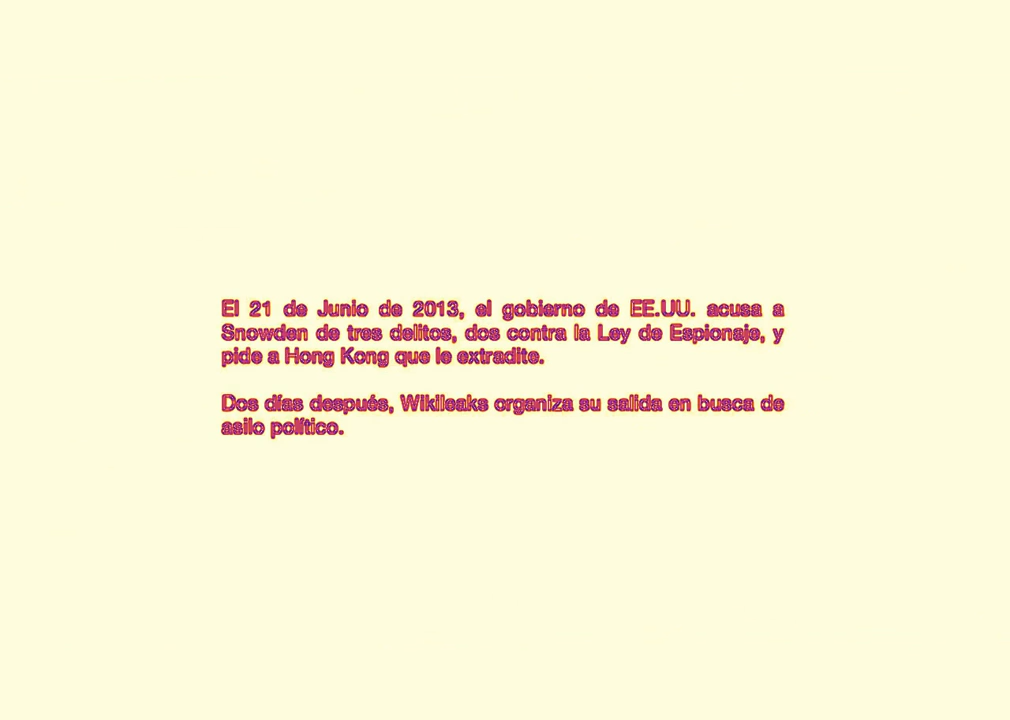 El 21 de Junio de 2013, el gobierno de EE.UU. acusa a
Snowden de tres delitos, dos contra la Ley de Espionaje, y
pide a Hong Kong que le extradite.
Dos días después, Wikileaks organiza su salida en busca de
asilo político.